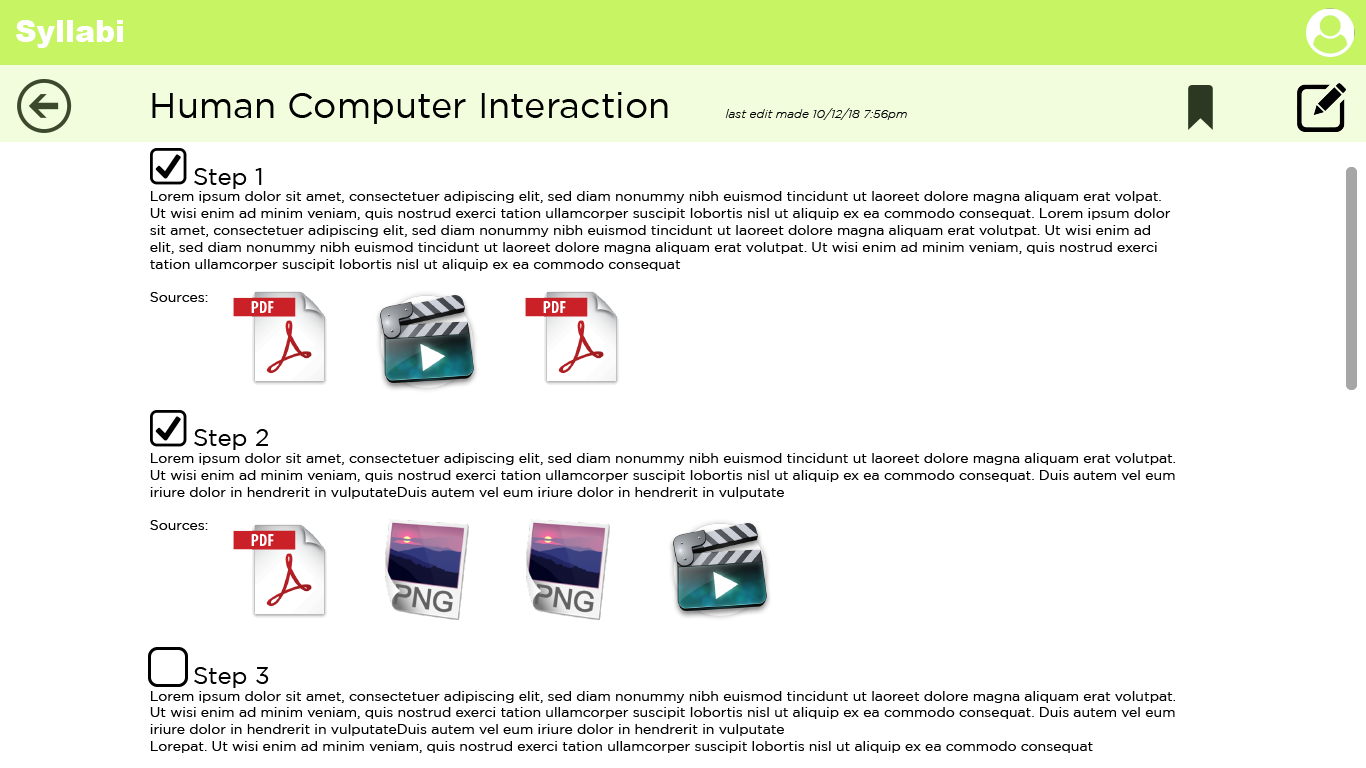 Syllabi
Human Computer Interaction
last edit made 10/12/18 7:56pm
Step 1
Lorem ipsum dolor sit amet, consectetuer adipiscing elit, sed diam nonummy nibh euismod tincidunt ut laoreet dolore magna aliquam erat volpat.
Ut wisi enim ad minim veniam, quis nostrud exerci tation ullamcorper suscipit lobortis nisl ut aliquip ex ea commodo consequat. Lorem ipsum dolor
sit amet, consectetuer adipiscing elit, sed diam nonummy nibh euismod tincidunt ut laoreet dolore magna aliquam erat volutpat. Ut wisi enim ad
elit, sed diam nonummy nibh euismod tincidunt ut laoreet dolore magna aliquam erat volutpat. Ut wisi enim ad minim veniam, quis nostrud exerci
tation ullamcorper suscipit lobortis nisl ut aliquip ex ea commodo consequat
Sources:
PDF
PDF
Step 2
Lorem ipsum dolor sit amet, consectetuer adipiscing elit, sed diam nonummy nibh euismod tincidunt ut laoreet dolore magna aliquam erat volutpat.
Ut wisi enim ad minim veniam, quis nostrud exerci tation ullamcorper suscipit lobortis nisl ut aliquip ex ea commodo consequat. Duis autem vel eum
iriure dolor in hendrerit in vulputateDuis autem vel eum iriure dolor in hendrerit in vulputate
Sources:
PDF
PNG
PNG
Step 3
Lorem ipsum dolor sit amet, consectetuer adipiscing elit, sed diam nonummy nibh euismod tincidunt ut laoreet dolore magna aliquam erat volutpat.
Ut wisi enim ad minim veniam, quis nostrud exerci tation ullamcorper suscipit lobortis nisl ut aliquip ex ea commodo consequat. Duis autem vel eum
iriure dolor in hendrerit in vulputateDuis autem vel eum iriure dolor in hendrerit in vulputate
Lorepat. Ut wisi enim ad minim veniam, quis nostrud exerci tation ullamcorper suscipit lobortis nisl ut aliquip ex ea commodo consequat